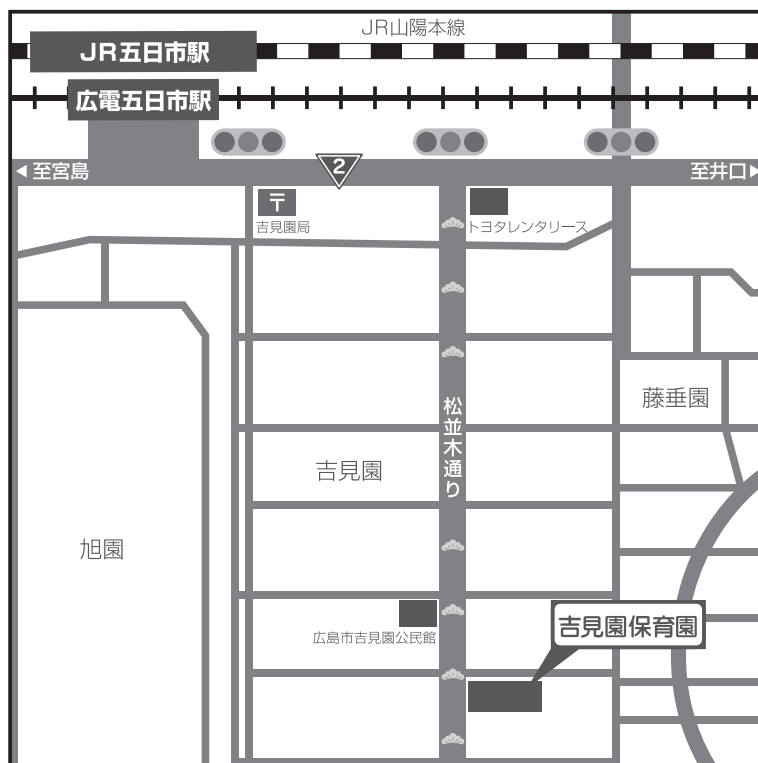 JR山陽本線
JR五日市駅
広電五日市駅
至宮島
2
至井口
〒
吉見園局
トヨタレンタリース
松並木通り
藤垂園
吉見園
旭園
広島市吉見園公民館
吉見園保育園